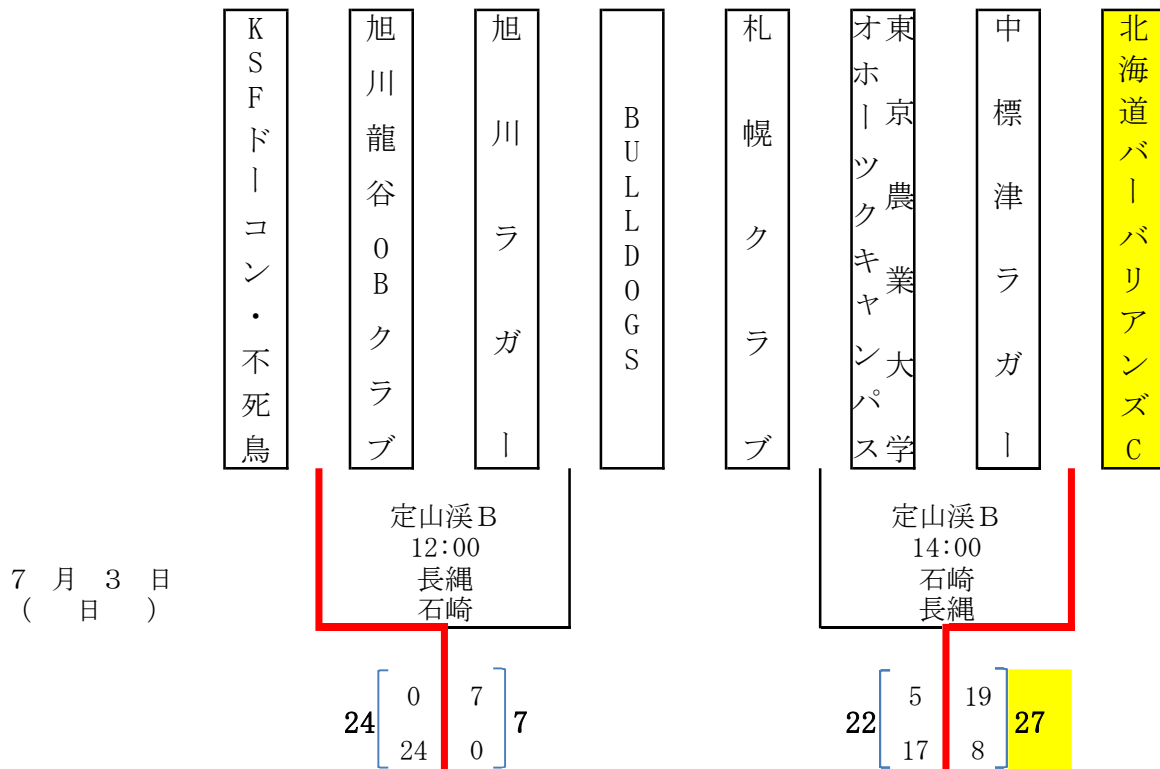 KSFドーコン・不死鳥
旭川龍谷OBクラブ
旭川ラガー
BULLDOGS
札幌クラブ
東京農業大学
オホーツクキャンパス
中標津ラガー
北海道バーバリアンズC
7月3日
(日)
定山渓B
12:00
長縄
石崎
定山渓B
14:00
石崎
長縄
24 0 7 7
24 0
22 5 19 27
17 8